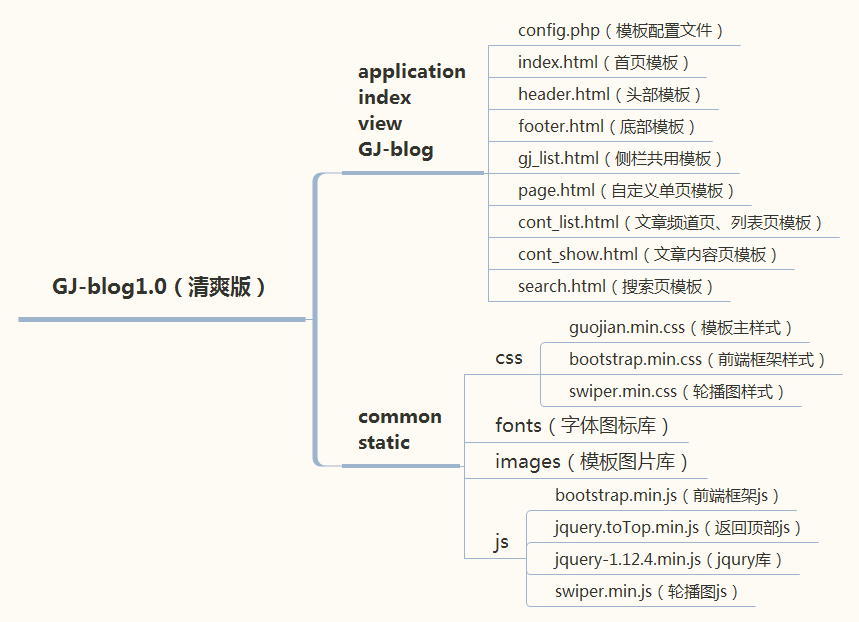 GJ-blog1.0（清爽版）
application
index
view
GJ-blog
config.php（模板配置文件）
index.html（首页模板）
header.html（头部模板）
footer.html（底部模板）
gj_list.html（侧栏共用模板）
page.html（自定义单页模板）
cont_list.html（文章频道页、列表页模板）
cont_show.html（文章内容页模板）
search.html（搜索页模板）
common
static
css
guojian.min.css（模板主样式）
bootstrap.min.css（前端框架样式）
swiper.min.css（轮播图样式）
fonts（字体图标库）
images（模板图片库）
js
bootstrap.min.js（前端框架js）
jquery.toTop.min.js（返回顶部js）
jquery-1.12.4.min.js（jqury库）
swiper.min.js（轮播图js）